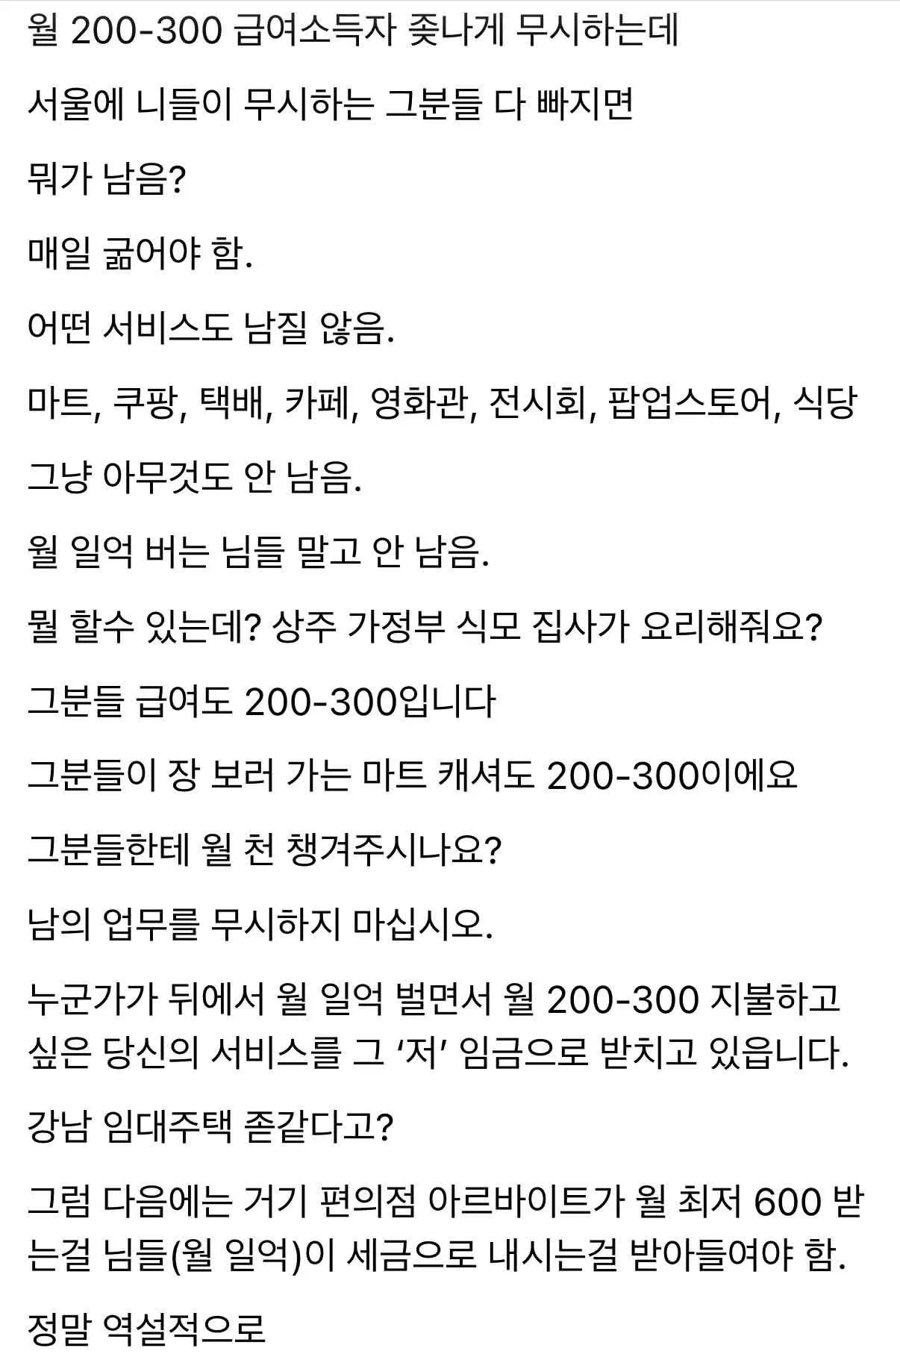 월 200-300 급여소득자 좆나게 무시하는데
서울에 니들이 무시하는 그분들 다 빠지면
뭐가 남음?
매일 굶어야 함.
어떤 서비스도 남질 않음.
마트, 쿠팡, 택배, 카페, 영화관, 전시회, 팝업스토어, 식당
그냥 아무것도 안 남음.
월 일억 버는 님들 말고 안 남음.
뭘 할수 있는데? 상주 가정부 식모 집사가 요리해줘요?
그분들 급여도 200-300입니다
그분들이 장 보러 가는 마트 캐셔도 200-300이에요
그분들한테 월 천 챙겨주시나요?
남의 업무를 무시하지 마십시오.
누군가가 뒤에서 월 일억 벌면서 월 200-300 지불하고
싶은 당신의 서비스를 그 ‘저’ 임금으로 받치고 있읍니다.
강남 임대주택 좆같다고?
그럼 다음에는 거기 편의점 아르바이트가 월 최저 600 받
는걸 님들(월 일억)이 세금으로 내시는걸 받아들여야 함.
정말 역설적으로